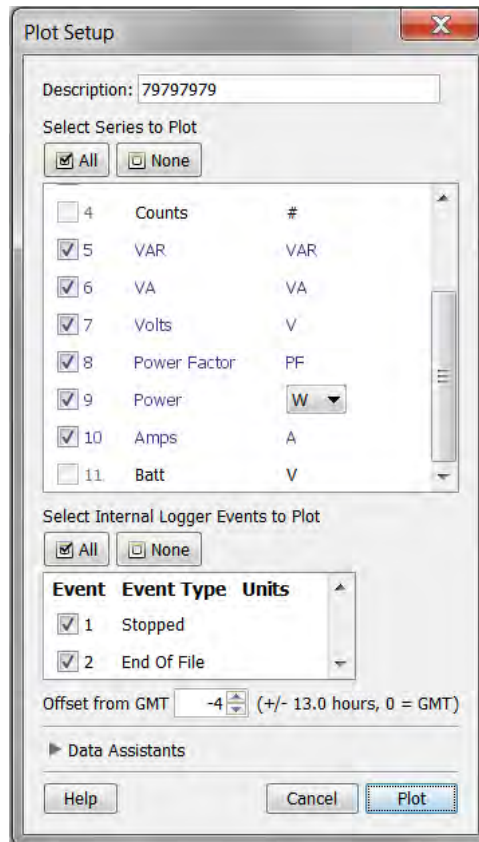 Plot Setup
Description: 79797979
Select Series to Plot
All None
4 Counts #
5 VAR VAR
6 VA VA
7 Volts V
8 Power Factor PF
9 Power W
10 Amps A
11 Batt V
Select Internal Logger Events to Plot
All None
Event Event Type Units
1 Stopped
2 End Of File
Offset from GMT -4 (+/- 13.0 hours, 0 = GMT)
Data Assistants
Help Cancel Plot